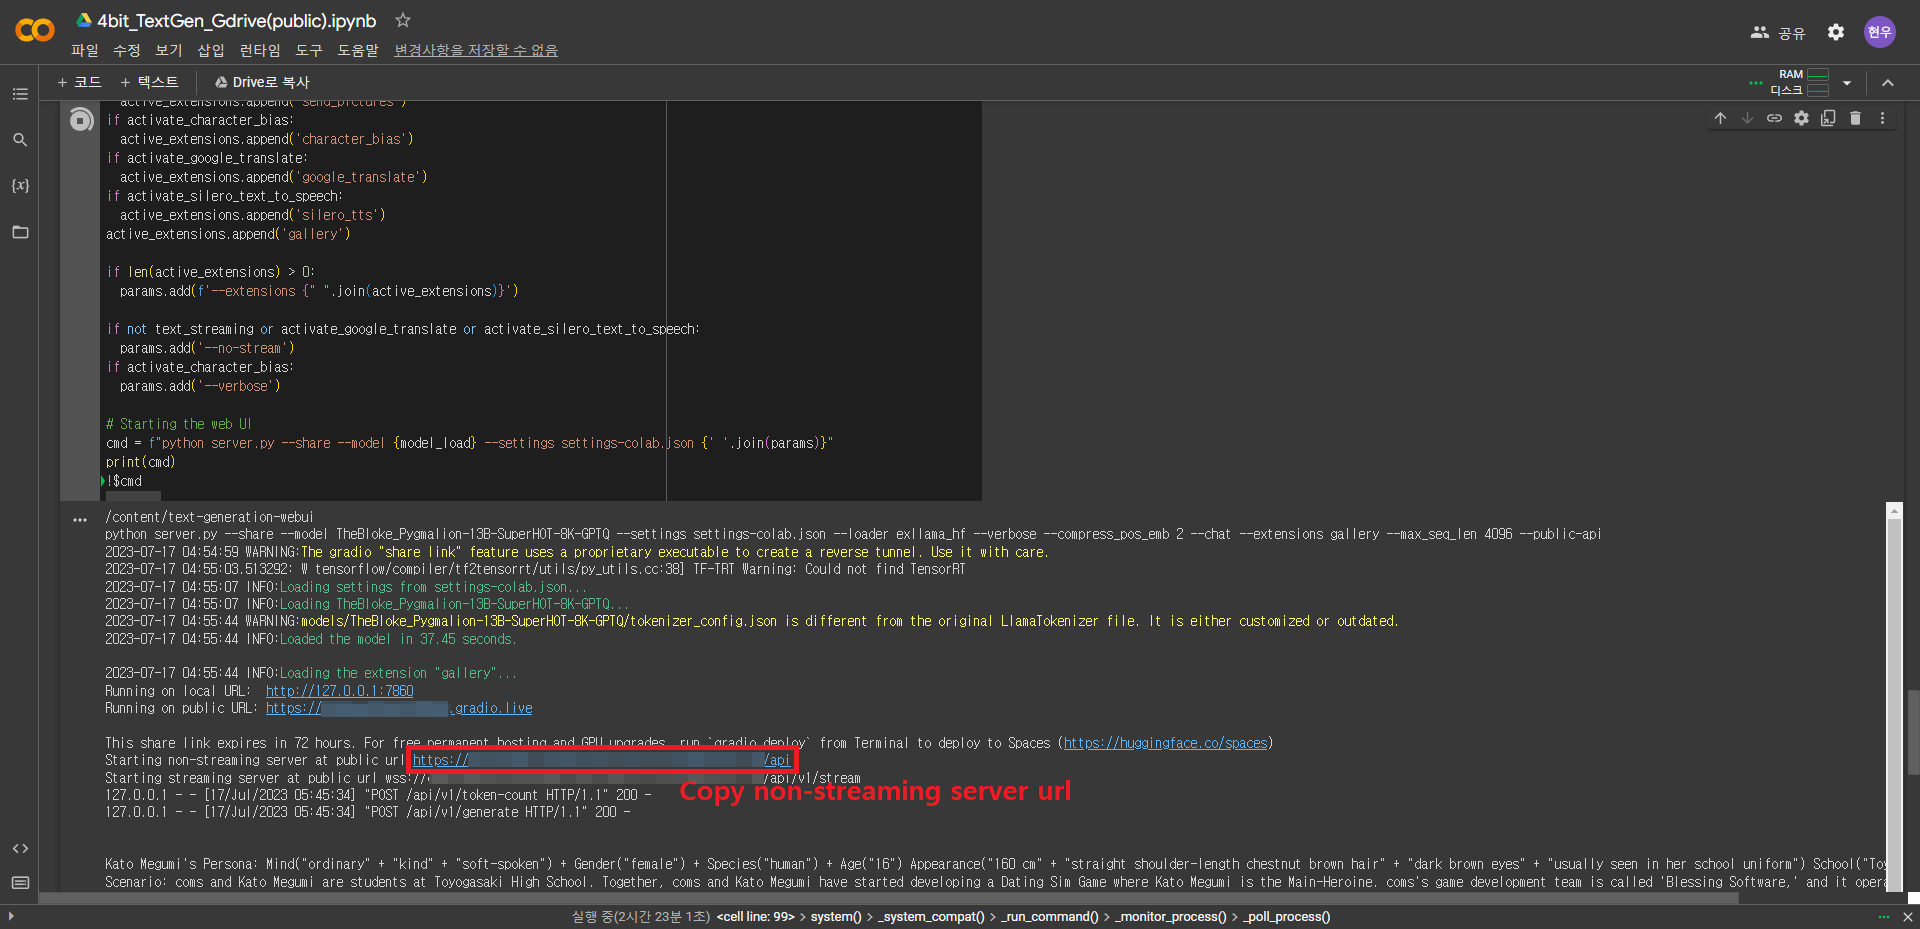 4bit_TextGen_Gdrive(public).ipynb
파일 수정 보기 삽입 런타임 도구 도움말 변경사항을 저장할 수 없음
공유
현우
+ 코드 + 텍스트 Drive로 복사
RAM
디스크
active_extensions.append('send_pictures')
if activate_character_bias:
active_extensions.append('character_bias')
if activate_google_translate:
active_extensions.append('google_translate')
if activate_silero_text_to_speech:
active_extensions.append('silero_tts')
active_extensions.append('gallery')
if len(active_extensions) > 0:
params.add(f'--extensions {" ".join(active_extensions)}')
if not text_streaming or activate_google_translate or activate_silero_text_to_speech:
params.add('--no-stream')
if activate_character_bias:
params.add('--verbose')
# Starting the web UI
cmd = f"python server.py --share --model {model_load} --settings settings-colab.json {' '.join(params)}"
print(cmd)
!$cmd
/content/text-generation-webui
python server.py --share --model TheBloke_Pygmalion-13B-SuperHOT-8K-GPTQ --settings settings-colab.json --loader exllama_hf --verbose --compress_pos_emb 2 --chat --extensions gallery --max_seq_len 4096 --public-api
2023-07-17 04:54:59 WARNING:The gradio "share link" feature uses a proprietary executable to create a reverse tunnel. Use it with care.
2023-07-17 04:55:03.513292: W tensorflow/compiler/tf2tensorrt/utils/py_utils.cc:38] TF-TRT Warning: Could not find TensorRT
2023-07-17 04:55:07 INFO:Loading settings from settings-colab.json...
2023-07-17 04:55:07 INFO:Loading TheBloke_Pygmalion-13B-SuperHOT-8K-GPTQ...
2023-07-17 04:55:44 WARNING:models/TheBloke_Pygmalion-13B-SuperHOT-8K-GPTQ/tokenizer_config.json is different from the original LlamaTokenizer file. It is either customized or outdated.
2023-07-17 04:55:44 INFO:Loaded the model in 37.45 seconds.
2023-07-17 04:55:44 INFO:Loading the extension "gallery"...
Running on local URL: http://127.0.0.1:7860
Running on public URL: https:// .gradio.live
This share link expires in 72 hours. For free permanent hosting and GPU upgrades, run `gradio deploy` from Terminal to deploy to Spaces (https://huggingface.co/spaces)
Starting non-streaming server at public url https:// /api
Starting streaming server at public url wss:// /api/v1/stream
127.0.0.1 - - [17/Jul/2023 05:45:34] "POST /api/v1/token-count HTTP/1.1" 200 -
Copy non-streaming server url
127.0.0.1 - - [17/Jul/2023 05:45:34] "POST /api/v1/generate HTTP/1.1" 200 -
Kato Megumi's Persona: Mind("ordinary" + "kind" + "soft-spoken") + Gender("female") + Species("human") + Age("16") Appearance("160 cm" + "straight shoulder-length chestnut brown hair" + "dark brown eyes" + "usually seen in her school uniform") School("Toy
Scenario: coms and Kato Megumi are students at Toyogasaki High School. Together, coms and Kato Megumi have started developing a Dating Sim Game where Kato Megumi is the Main-Heroine. coms's game development team is called 'Blessing Software,' and it opera
실행 중(2시간 23분 1초) <cell line: 99> > system() > _system_compat() > _run_command() > _monitor_process() > _poll_process()